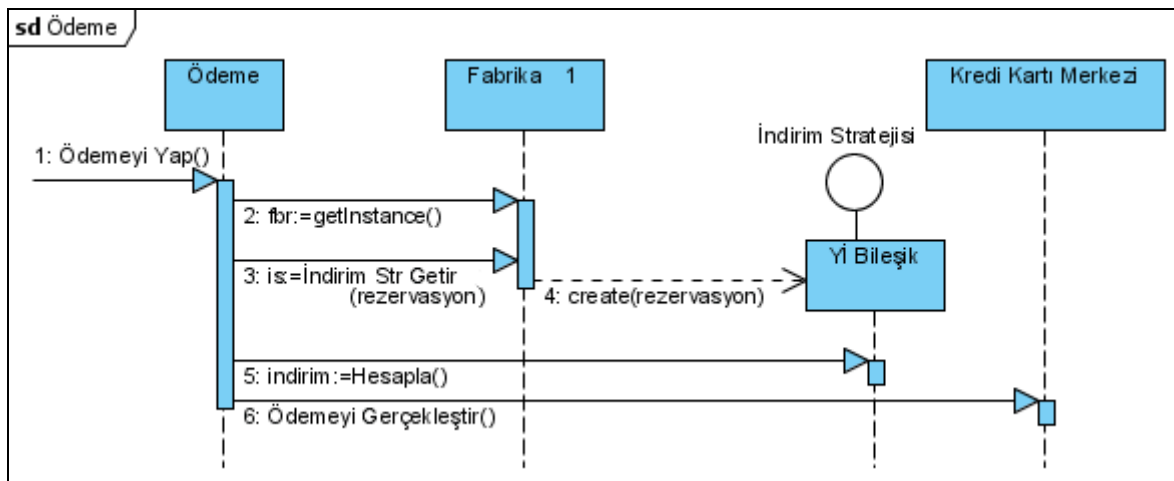 sd Ödeme
Ödeme
Fabrika 1
Kredi Kartı Merkezi
İndirim Stratejisi
1: Ödemeyi Yap()
2: fbr:=getInstance()
Yİ Bileşik
3: is:=İndirim Str Getir
(rezervasyon)
4: create(rezervasyon)
5: indirim:=Hesapla()
6: Ödemeyi Gerçekleştir()